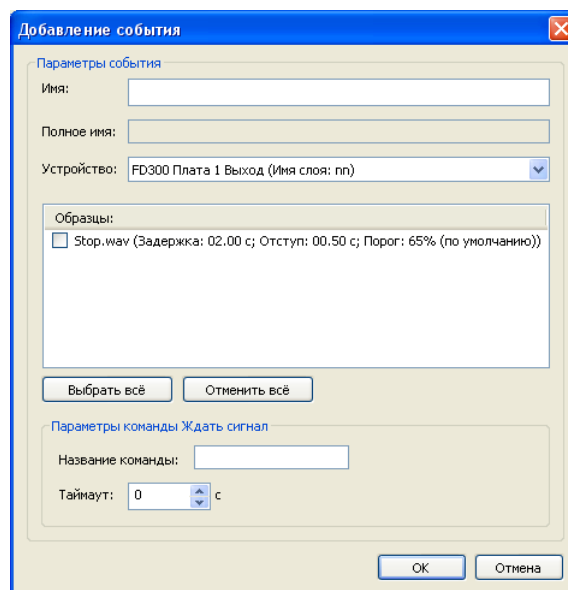 Добавление события
Параметры события
Имя:
Полное имя:
Устройство: FD300 Плата 1 Выход (Имя слоя: nn)
Образцы:
Stop.wav (Задержка: 02.00 с; Отступ: 00.50 с; Порог: 65% (по умолчанию))
Выбрать всё Отменить всё
Параметры команды Ждать сигнал
Название команды:
Таймаут: 0 с
OK Отмена